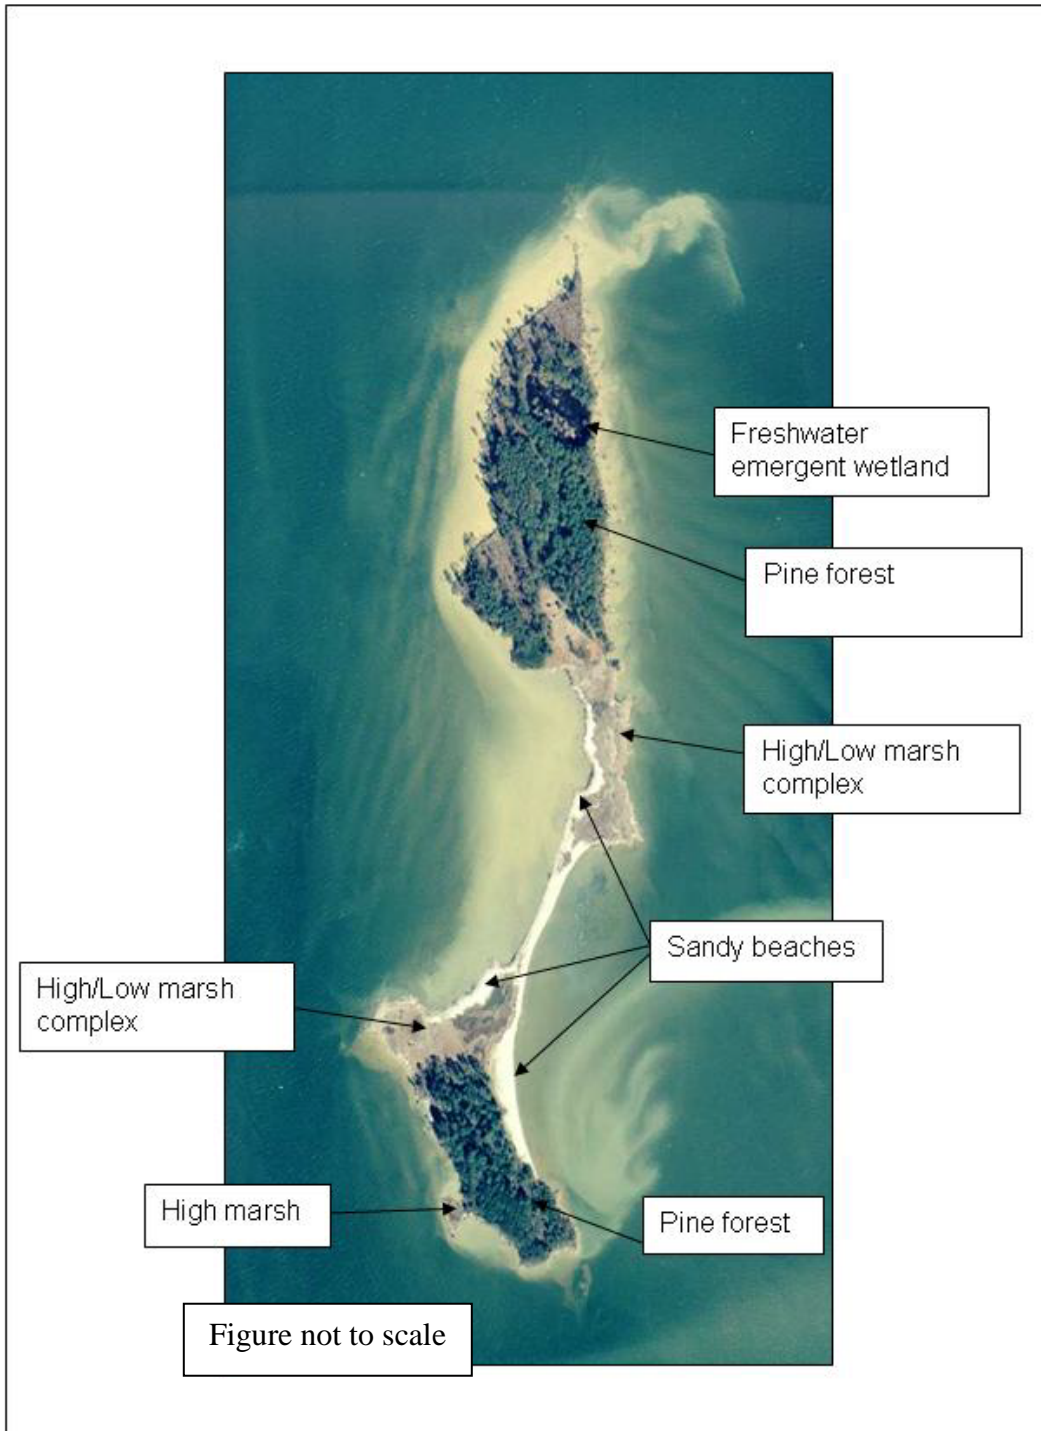 Freshwater
emergent wetland
Pine forest
High/Low marsh
complex
Sandy beaches
High/Low marsh
complex
High marsh
Pine forest
Figure not to scale